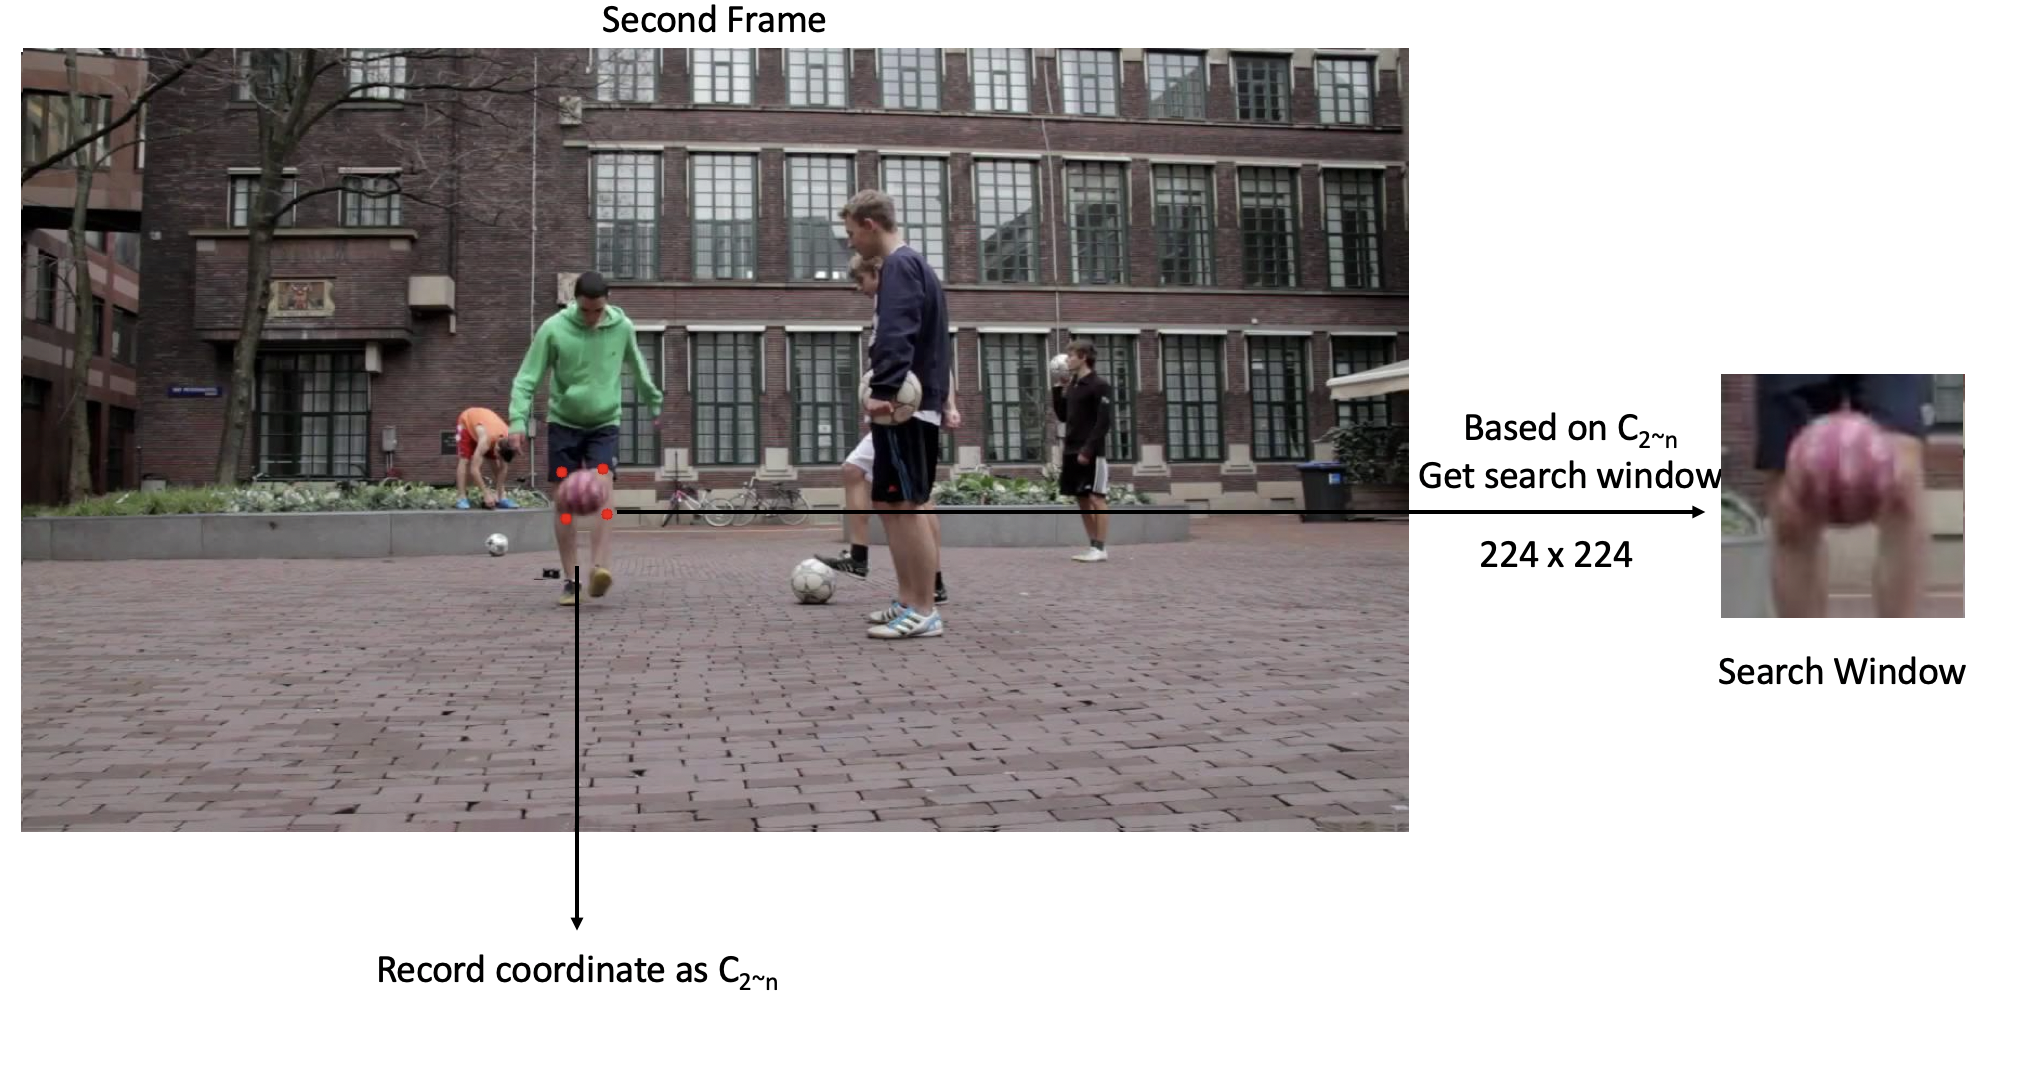 Second Frame
Based on C₂~ₙ
Get search window
224 x 224
Search Window
Record coordinate as C₂~ₙ